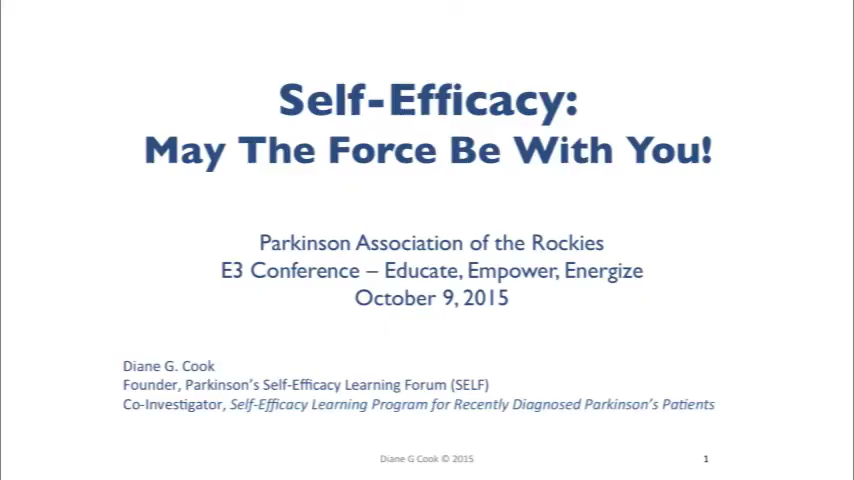 Self-Efficacy:
May The Force Be With You!
Parkinson Association of the Rockies
E3 Conference – Educate, Empower, Energize
October 9, 2015
Diane G. Cook
Founder, Parkinson's Self-Efficacy Learning Forum (SELF)
Co-Investigator, Self-Efficacy Learning Program for Recently Diagnosed Parkinson's Patients
Diane G Cook © 2015
1